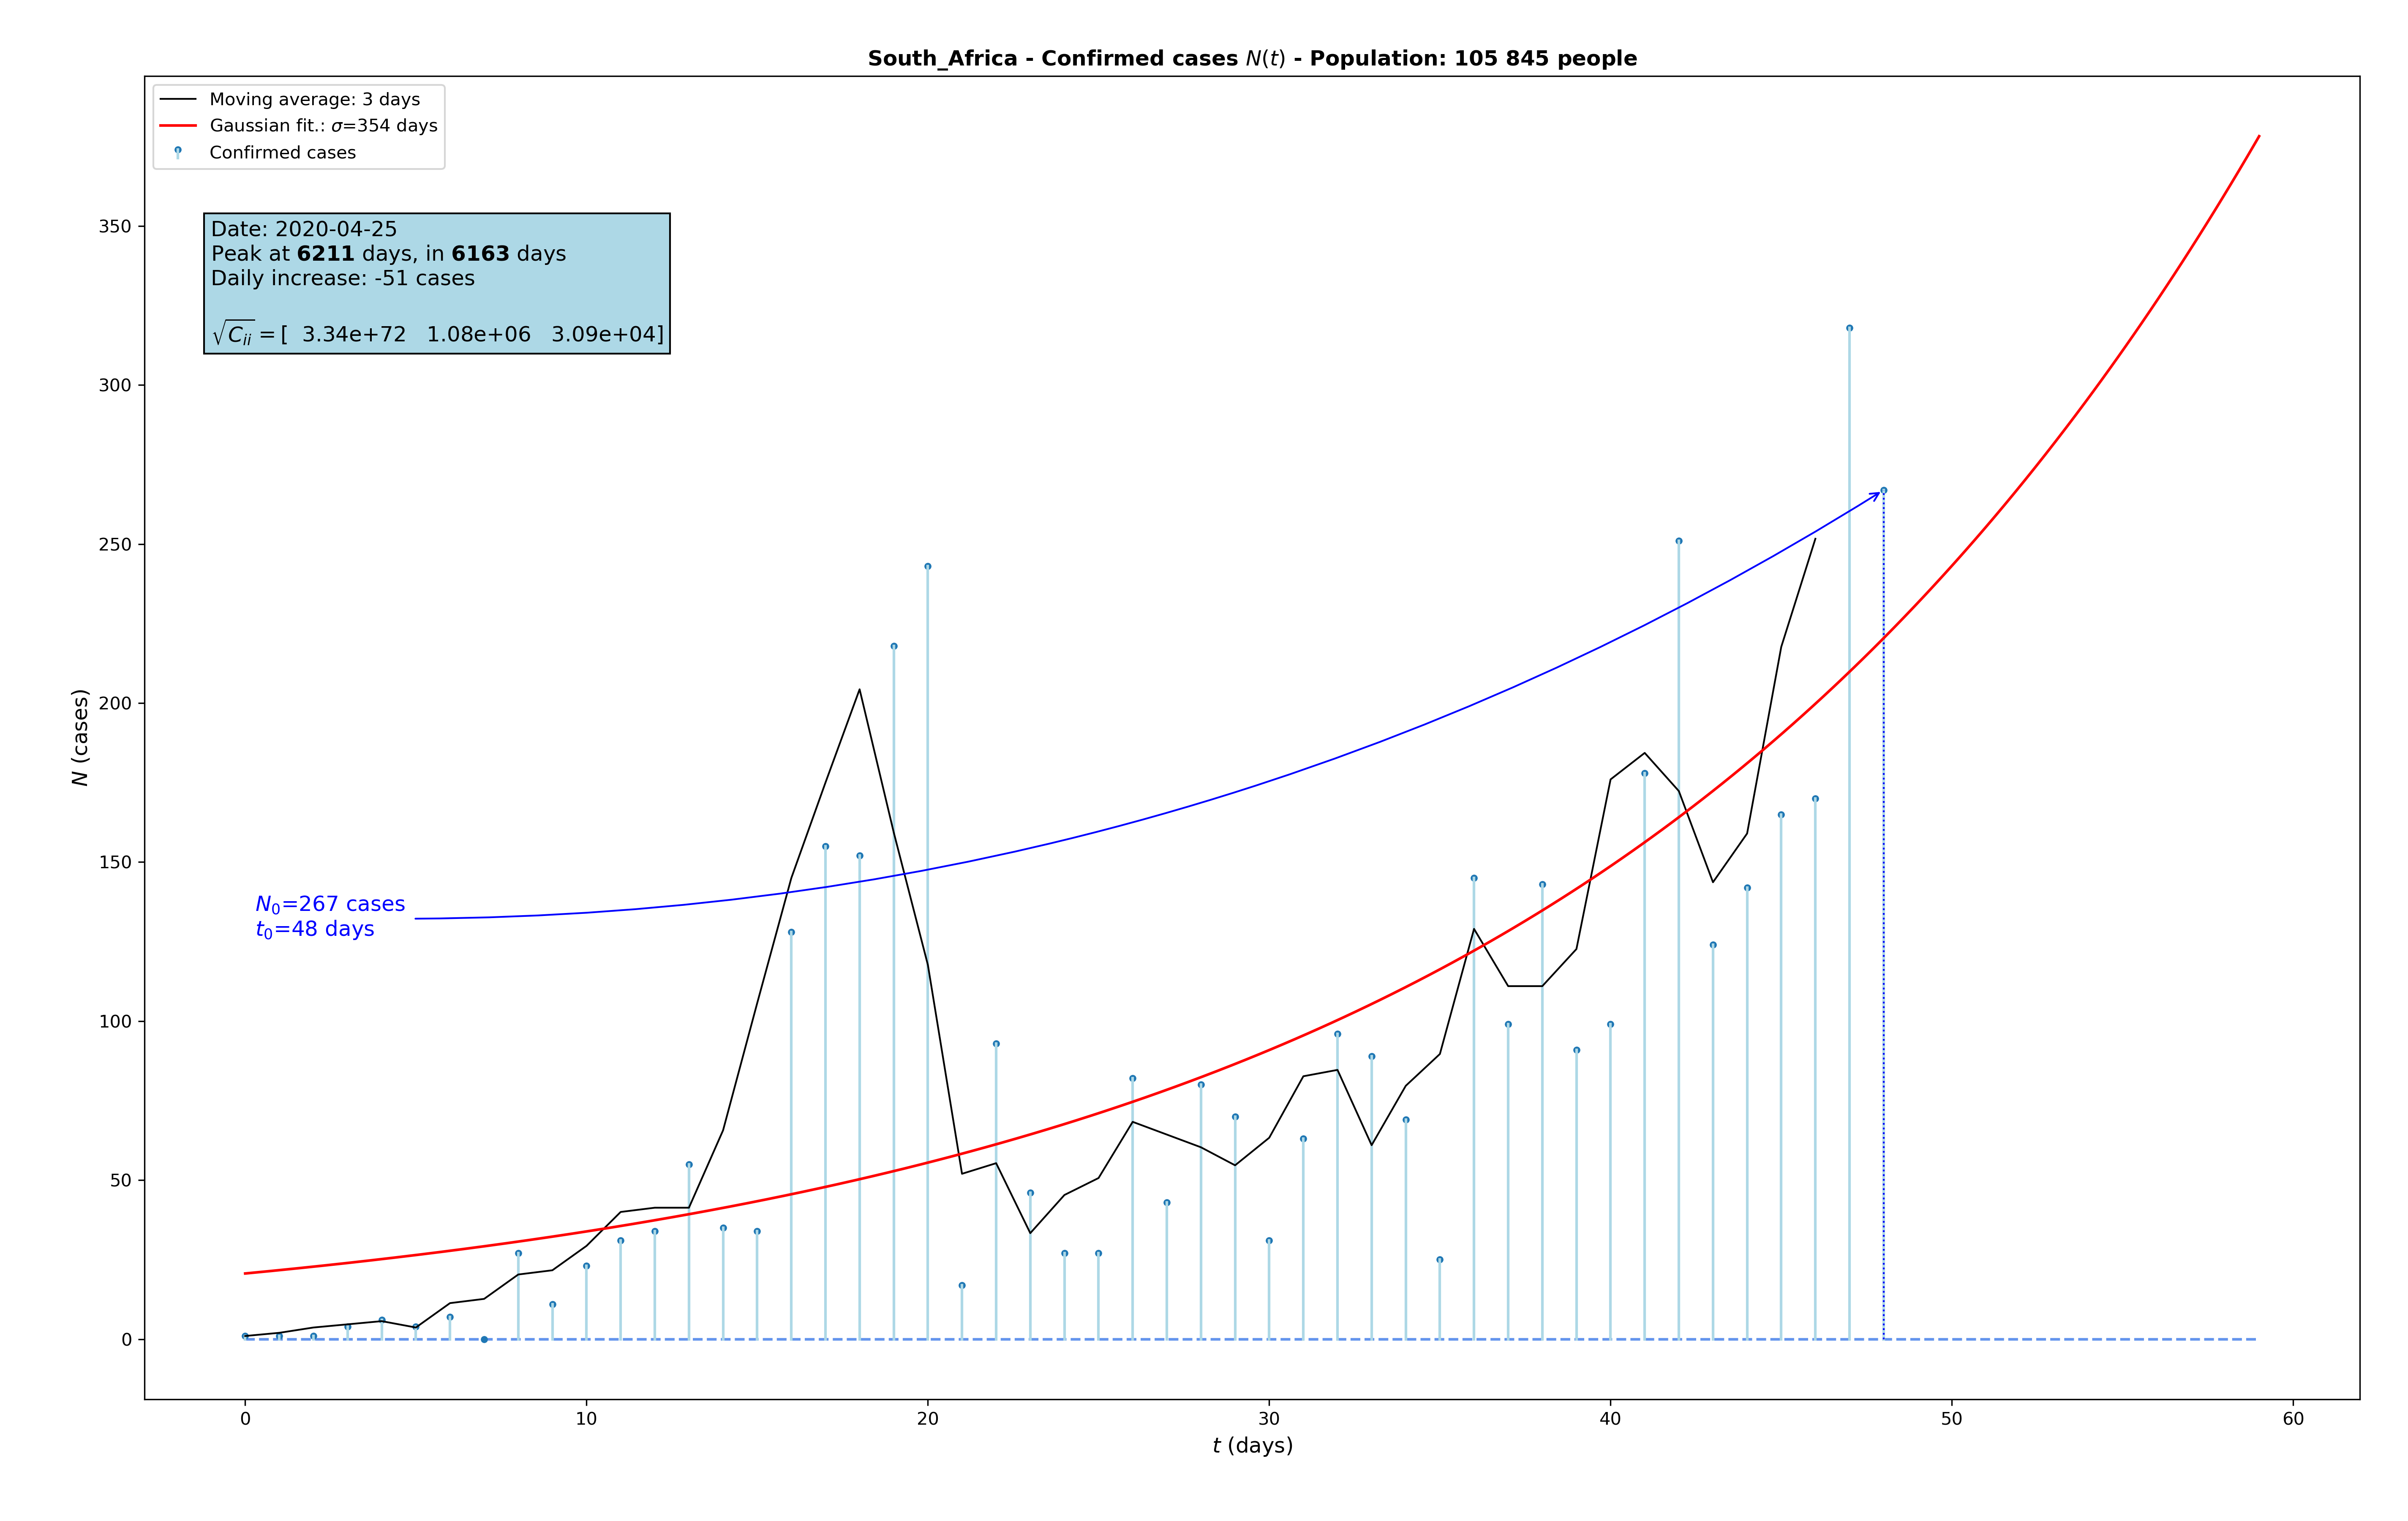 South_Africa - Confirmed cases N(t) - Population: 105 845 people
Moving average: 3 days
Gaussian fit.: σ=354 days
Confirmed cases
Date: 2020-04-25
Peak at 6211 days, in 6163 days
Daily increase: -51 cases
√Cᵢᵢ = [ 3.34e+72 1.08e+06 3.09e+04]
N₀=267 cases
t₀=48 days
N (cases)
350
300
250
200
150
100
50
0
0 10 20 30 40 50 60
t (days)